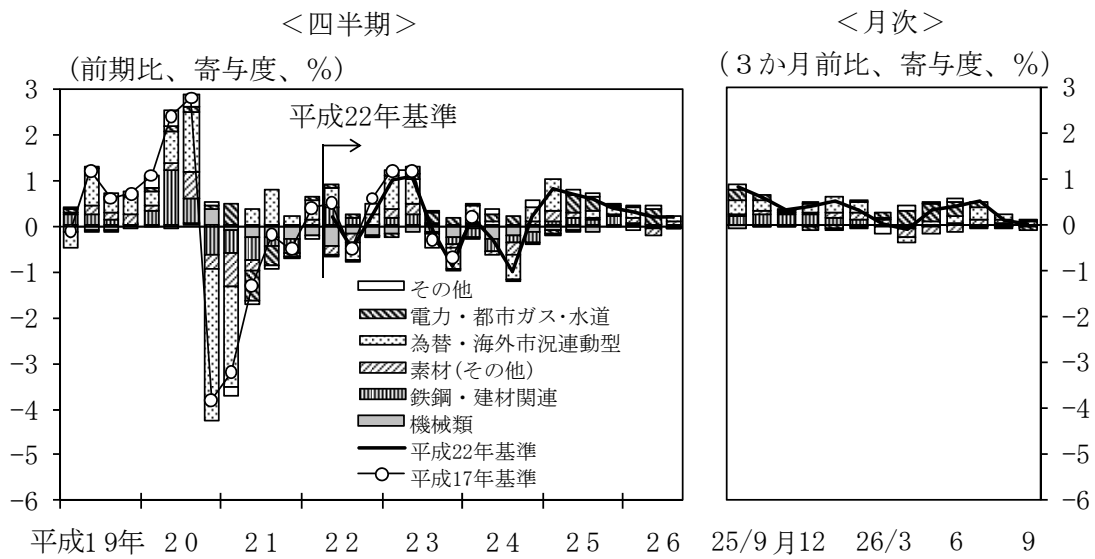 ＜四半期＞
(前期比、寄与度、%)
3
2
1
0
−1
−2
−3
−4
−5
−6
平成22年基準
その他
電力・都市ガス・水道
為替・海外市況連動型
素材(その他)
鉄鋼・建材関連
機械類
平成22年基準
平成17年基準
平成19年 20 21 22 23 24 25 26
＜月次＞
(３か月前比、寄与度、%)
3
2
1
0
−1
−2
−3
−4
−5
−6
25/9月12 26/3 6 9